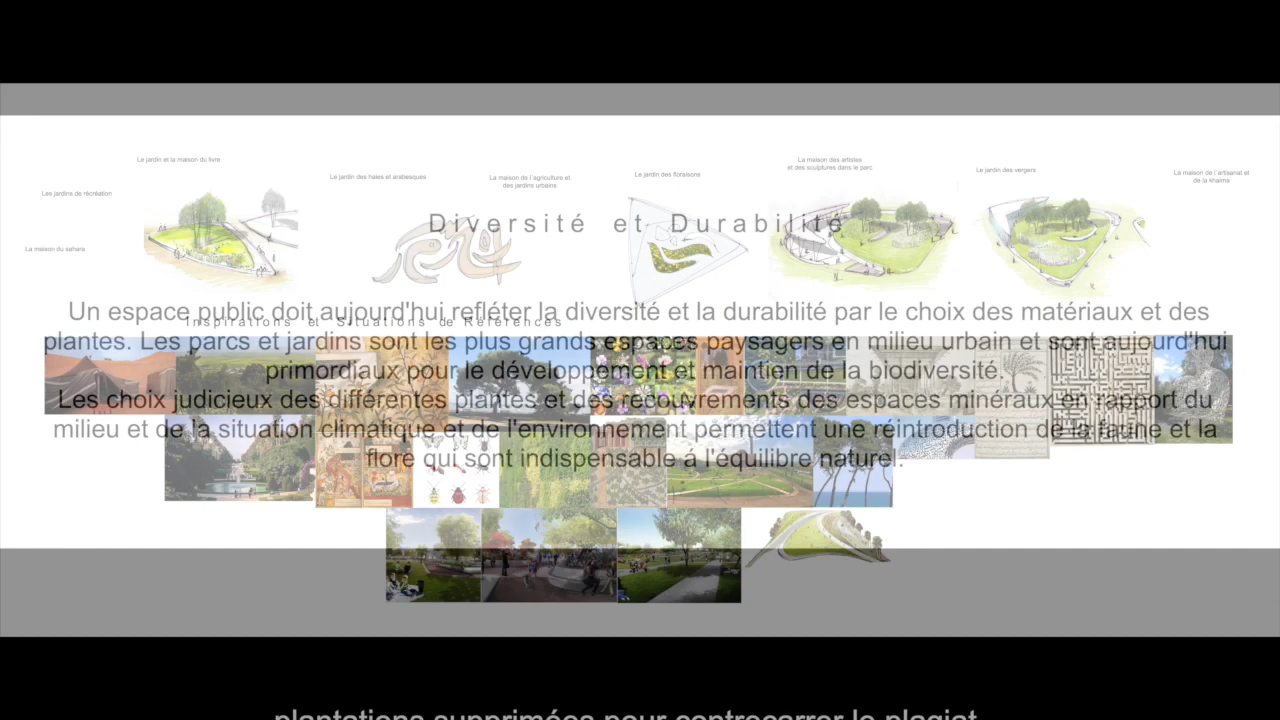 Le jardin et la maison du livre
La maison des artistes
et des sculptures dans le parc
Le jardin des vergers
La maison de l'artisanat et
de la khaima
Le jardin des haies et arabesques
La maison de l'agriculture et
des jardins urbains
Le jardin des floraisons
Les jardins de récréation
La maison du sahara
Diversité et Durabilité
Un espace public doit aujourd'hui refléter la diversité et la durabilité par le choix des matériaux et des
Inspirations et Situations de Références
plantes. Les parcs et jardins sont les plus grands espaces paysagers en milieu urbain et sont aujourd'hui
primordiaux pour le développement et maintien de la biodiversité.
Les choix judicieux des différentes plantes et des recouvrements des espaces minéraux en rapport du
milieu et de la situation climatique et de l'environnement permettent une réintroduction de la faune et la
flore qui sont indispensable á l'équilibre naturel.
plantations supprimées pour contrecarrer le plagiat